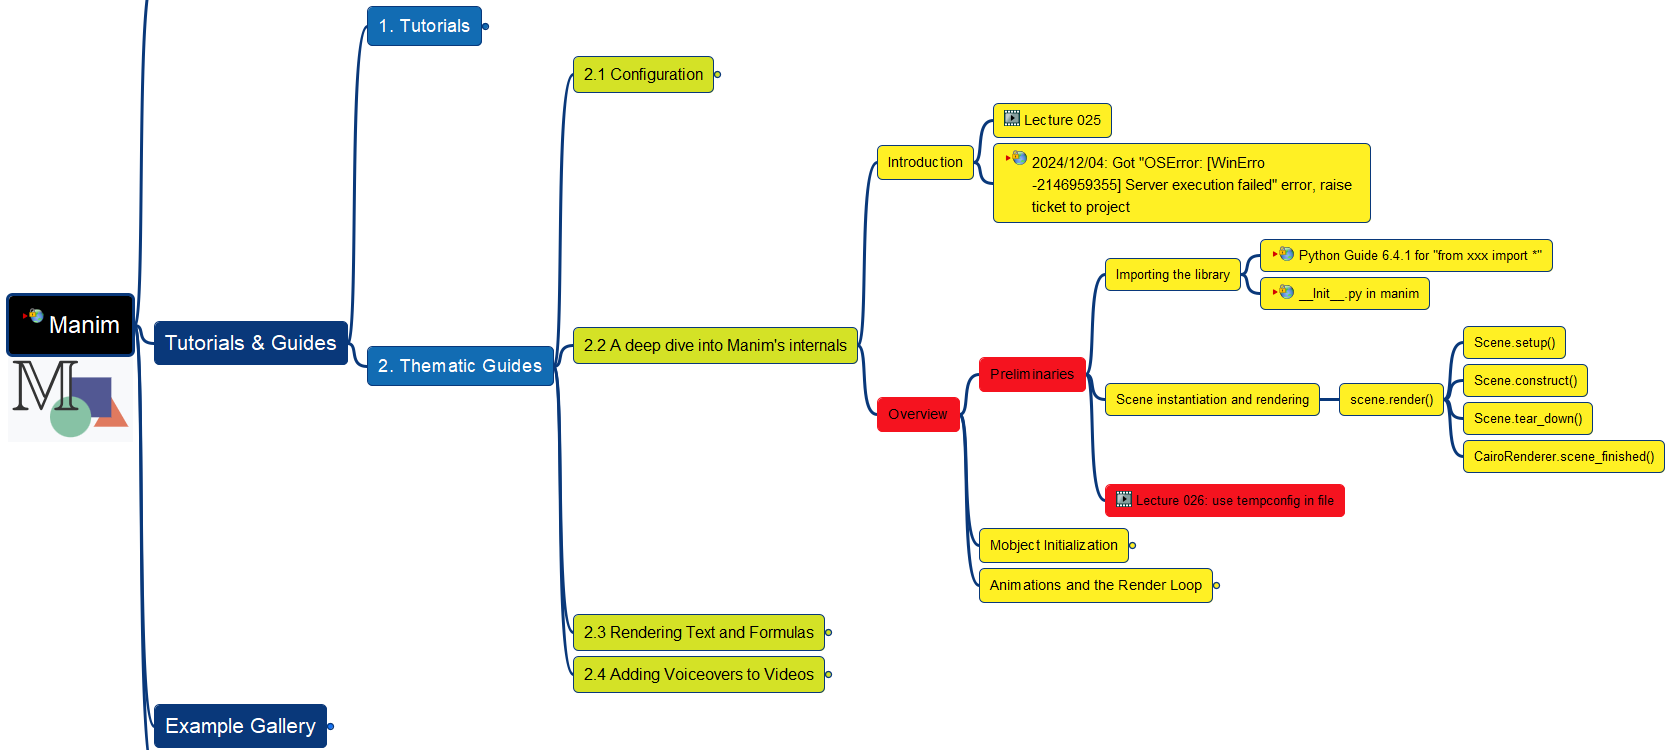 1. Tutorials
2.1 Configuration
Lecture 025
Introduction
2024/12/04: Got "OSError: [WinErro
-2146959355] Server execution failed" error, raise
ticket to project
Python Guide 6.4.1 for "from xxx import *"
Importing the library
__Init__.py in manim
Manim
Tutorials & Guides
2. Thematic Guides
2.2 A deep dive into Manim's internals
Scene.setup()
Preliminaries
Scene.construct()
Scene instantiation and rendering
scene.render()
Overview
Scene.tear_down()
CairoRenderer.scene_finished()
Lecture 026: use tempconfig in file
Mobject Initialization
Animations and the Render Loop
2.3 Rendering Text and Formulas
2.4 Adding Voiceovers to Videos
Example Gallery
M